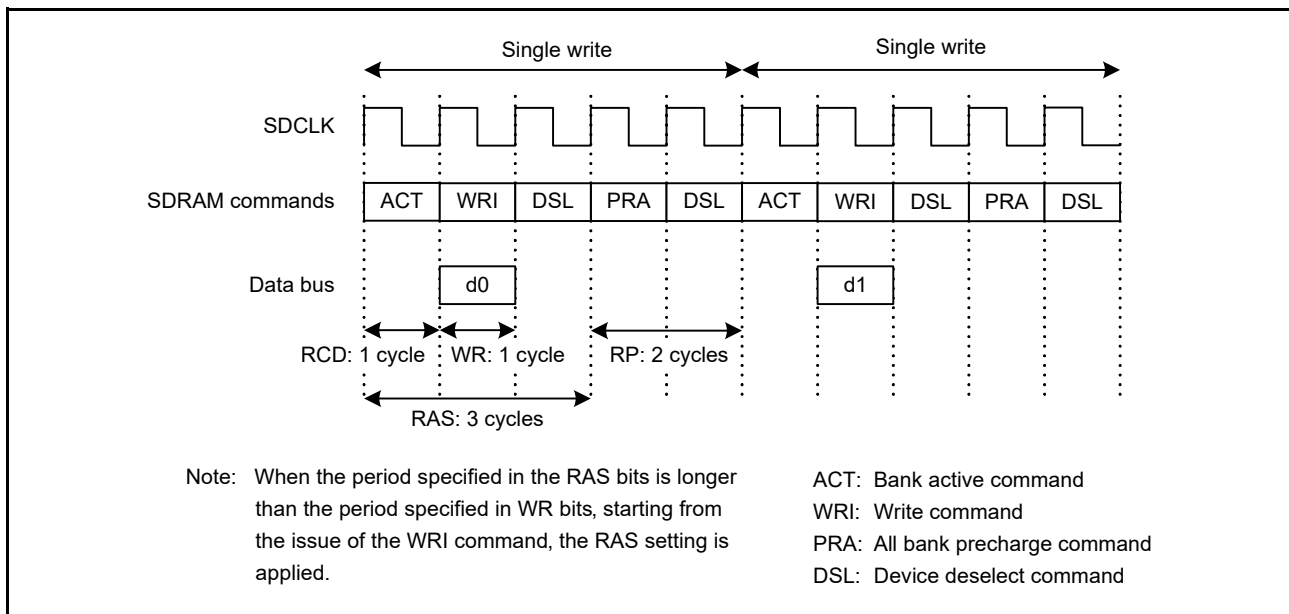 Single write Single write
SDCLK
SDRAM commands ACT WRI DSL PRA DSL ACT WRI DSL PRA DSL
Data bus d0 d1
RCD: 1 cycle WR: 1 cycle RP: 2 cycles
RAS: 3 cycles
Note: When the period specified in the RAS bits is longer
than the period specified in WR bits, starting from
the issue of the WRI command, the RAS setting is
applied.
ACT: Bank active command
WRI: Write command
PRA: All bank precharge command
DSL: Device deselect command